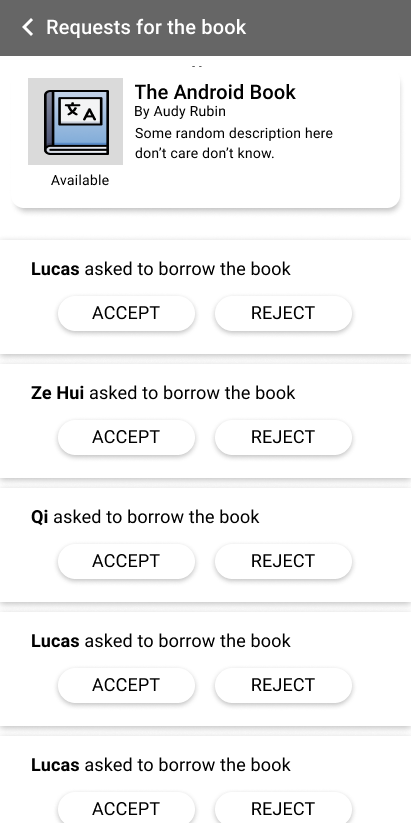 Requests for the book
The Android Book
By Audy Rubin
Some random description here
don’t care don’t know.
文A
Available
Lucas asked to borrow the book
ACCEPT REJECT
Ze Hui asked to borrow the book
ACCEPT REJECT
Qi asked to borrow the book
ACCEPT REJECT
Lucas asked to borrow the book
ACCEPT REJECT
Lucas asked to borrow the book
ACCEPT REJECT